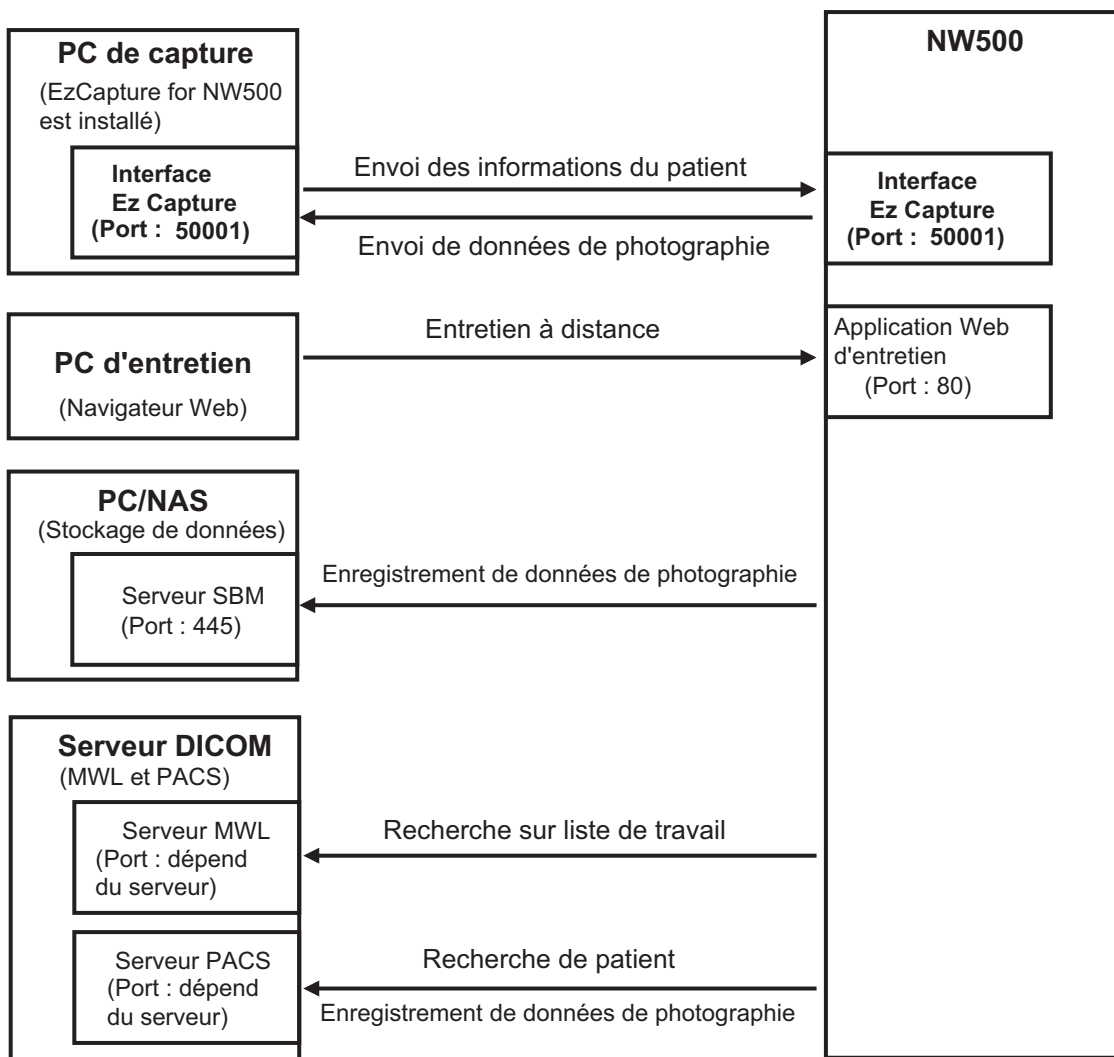 PC de capture
(EzCapture for NW500
est installé)
Interface
Ez Capture
(Port : 50001)
Envoi des informations du patient
Envoi de données de photographie
NW500
Interface
Ez Capture
(Port : 50001)
PC d'entretien
(Navigateur Web)
Entretien à distance
Application Web
d'entretien
(Port : 80)
PC/NAS
(Stockage de données)
Serveur SBM
(Port : 445)
Enregistrement de données de photographie
Serveur DICOM
(MWL et PACS)
Serveur MWL
(Port : dépend
du serveur)
Recherche sur liste de travail
Serveur PACS
(Port : dépend
du serveur)
Recherche de patient
Enregistrement de données de photographie